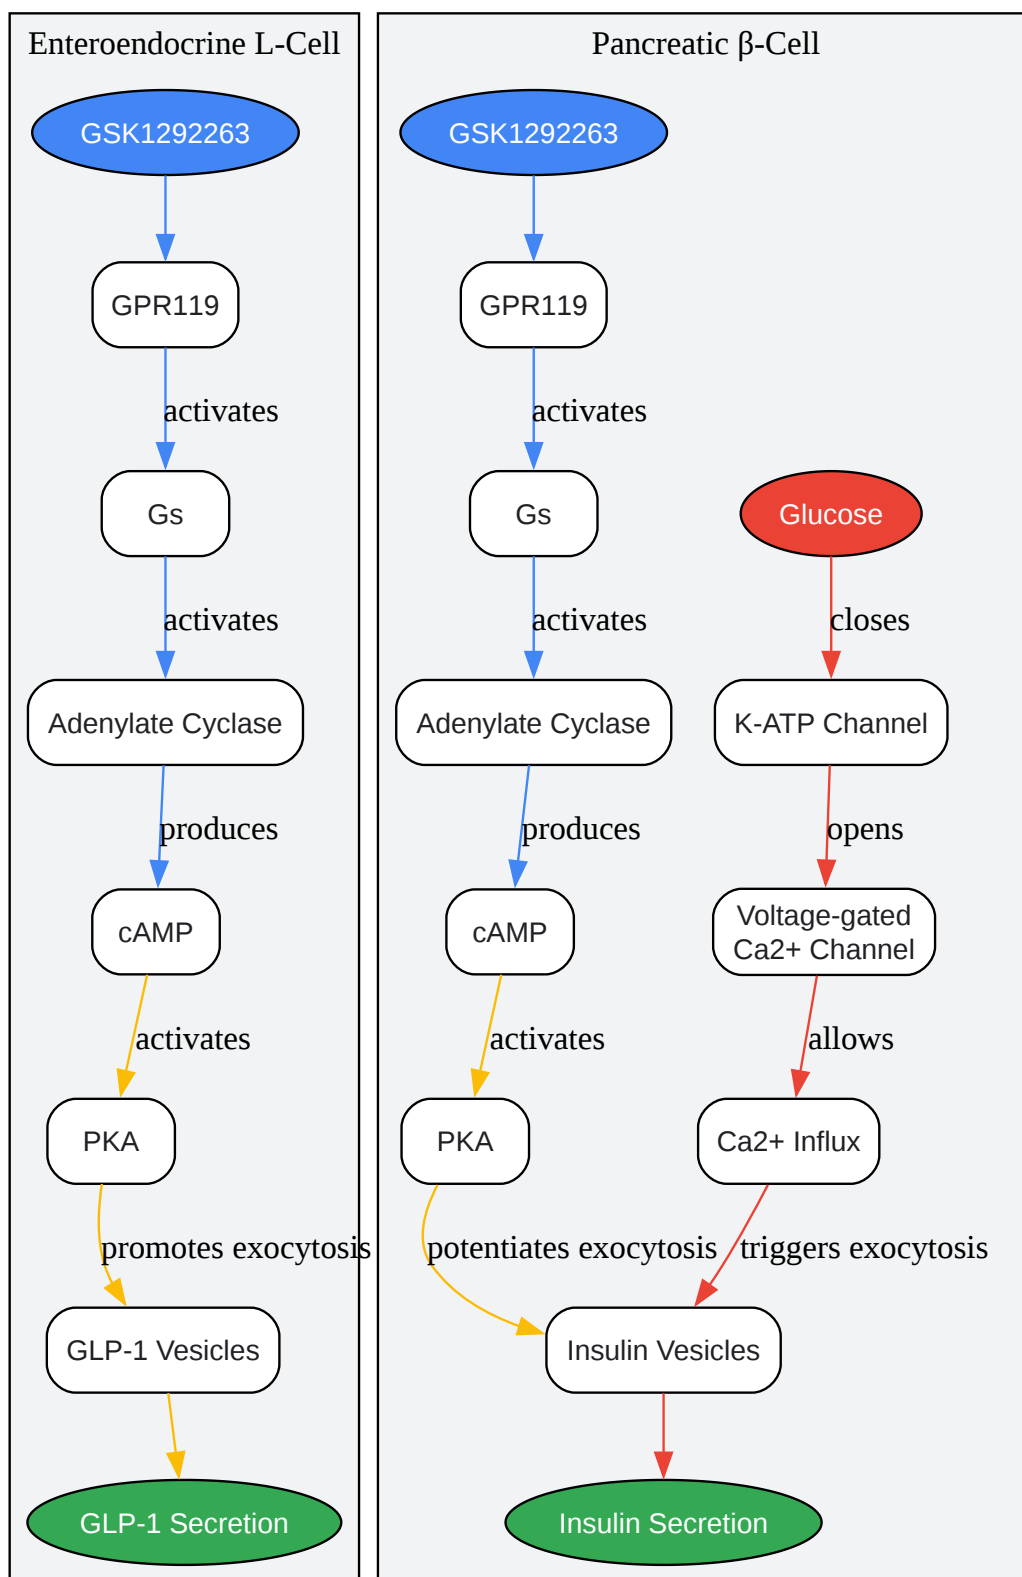 Enteroendocrine L-Cell
GSK1292263
GPR119
activates
Gs
activates
Adenylate Cyclase
produces
cAMP
activates
PKA
promotes exocytosis
GLP-1 Vesicles
GLP-1 Secretion
Pancreatic β-Cell
GSK1292263
GPR119
activates
Gs
activates
Adenylate Cyclase
produces
cAMP
activates
PKA
potentiates exocytosis
Glucose
closes
K-ATP Channel
opens
Voltage-gated
Ca2+ Channel
allows
Ca2+ Influx
triggers exocytosis
Insulin Vesicles
Insulin Secretion